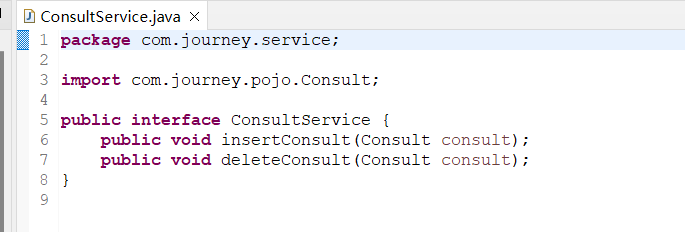 ConsultService.java
1 package com.journey.service;
2
3 import com.journey.pojo.Consult;
4
5 public interface ConsultService {
6     public void insertConsult(Consult consult);
7     public void deleteConsult(Consult consult);
8 }
9